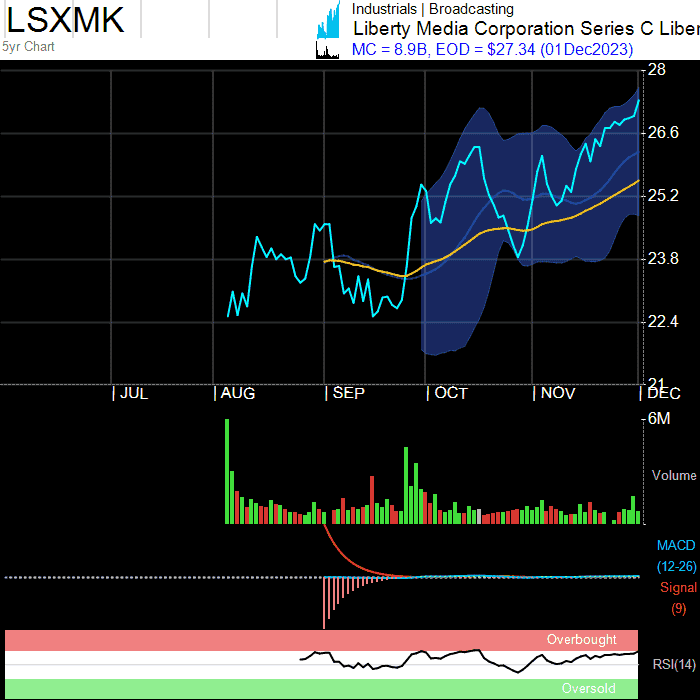 LSXMK
5yr Chart
Industrials | Broadcasting
Liberty Media Corporation Series C Liber
MC = 8.9B, EOD = $27.34 (01Dec2023)
28
26.6
25.2
23.8
22.4
21
JUL
AUG
SEP
OCT
NOV
DEC
6M
Volume
MACD
(12-26)
Signal
(9)
Overbought
RSI(14)
Oversold